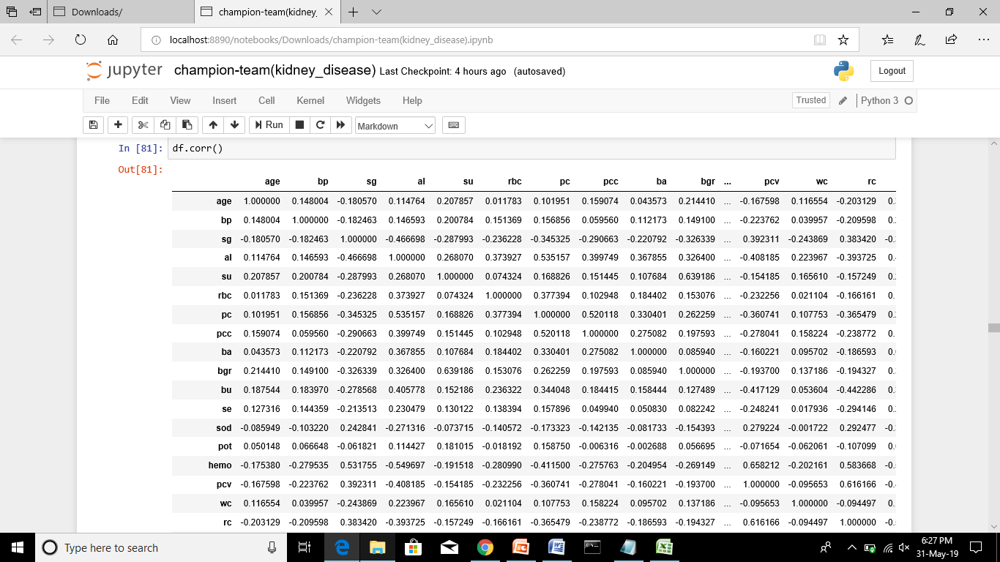 Downloads/ champion-team(kidney_
localhost:8890/notebooks/Downloads/champion-team(kidney_disease).ipynb
jupyter champion-team(kidney_disease) Last Checkpoint: 4 hours ago (autosaved) Logout
File Edit View Insert Cell Kernel Widgets Help Trusted Python 3
Run Markdown
In [81]: df.corr()
Out[81]:
age bp sg al su rbc pc pcc ba bgr ... pcv wc rc
age 1.000000 0.148004 -0.180570 0.114764 0.207857 0.011783 0.101951 0.159074 0.043573 0.214410 ... -0.167598 0.116554 -0.203129 0.
bp 0.148004 1.000000 -0.182463 0.146593 0.200784 0.151369 0.156856 0.059560 0.112173 0.149100 ... -0.223762 0.039957 -0.209598 0.
sg -0.180570 -0.182463 1.000000 -0.466698 -0.287993 -0.236228 -0.345325 -0.290663 -0.220792 -0.326339 ... 0.392311 -0.243869 0.383420 -0.
al 0.114764 0.146593 -0.466698 1.000000 0.268070 0.373927 0.535157 0.399749 0.367855 0.326400 ... -0.408185 0.223967 -0.393725 0.
su 0.207857 0.200784 -0.287993 0.268070 1.000000 0.074324 0.168826 0.151445 0.107684 0.639186 ... -0.154185 0.165610 -0.157249 0.
rbc 0.011783 0.151369 -0.236228 0.373927 0.074324 1.000000 0.377394 0.102948 0.184402 0.153076 ... -0.232256 0.021104 -0.166161 0.
pc 0.101951 0.156856 -0.345325 0.535157 0.168826 0.377394 1.000000 0.520118 0.330401 0.262259 ... -0.360741 0.107753 -0.365479 0.
pcc 0.159074 0.059560 -0.290663 0.399749 0.151445 0.102948 0.520118 1.000000 0.275082 0.197593 ... -0.278041 0.158224 -0.238772 0.
ba 0.043573 0.112173 -0.220792 0.367855 0.107684 0.184402 0.330401 0.275082 1.000000 0.085940 ... -0.160221 0.095702 -0.186593 0.
bgr 0.214410 0.149100 -0.326339 0.326400 0.639186 0.153076 0.262259 0.197593 0.085940 1.000000 ... -0.193700 0.137186 -0.194327 0.
bu 0.187544 0.183970 -0.278568 0.405778 0.152186 0.236322 0.344048 0.184415 0.158444 0.127489 ... -0.417129 0.053604 -0.442286 0.
se 0.127316 0.144359 -0.213513 0.230479 0.130122 0.138394 0.157896 0.049940 0.050830 0.082242 ... -0.248241 0.017936 -0.294146 0.
sod -0.085949 -0.103220 0.242841 -0.271316 -0.073715 -0.140572 -0.173323 -0.142135 -0.081733 -0.154393 ... 0.279224 -0.001722 0.292477 -0.
pot 0.050148 0.066648 -0.061821 0.114427 0.181015 -0.018192 0.158750 -0.006316 -0.002688 0.056695 ... -0.071654 -0.062061 -0.107099 0.
hemo -0.175380 -0.279535 0.531755 -0.549697 -0.191518 -0.280990 -0.411500 -0.275763 -0.204954 -0.269149 ... 0.658212 -0.202161 0.583668 -0.
pcv -0.167598 -0.223762 0.392311 -0.408185 -0.154185 -0.232256 -0.360741 -0.278041 -0.160221 -0.193700 ... 1.000000 -0.095653 0.616166 -0.
wc 0.116554 0.039957 -0.243869 0.223967 0.165610 0.021104 0.107753 0.158224 0.095702 0.137186 ... -0.095653 1.000000 -0.094497 0.
rc -0.203129 -0.209598 0.383420 -0.393725 -0.157249 -0.166161 -0.365479 -0.238772 -0.186593 -0.194327 ... 0.616166 -0.094497 1.000000 -0.
Type here to search
6:27 PM
31-May-19